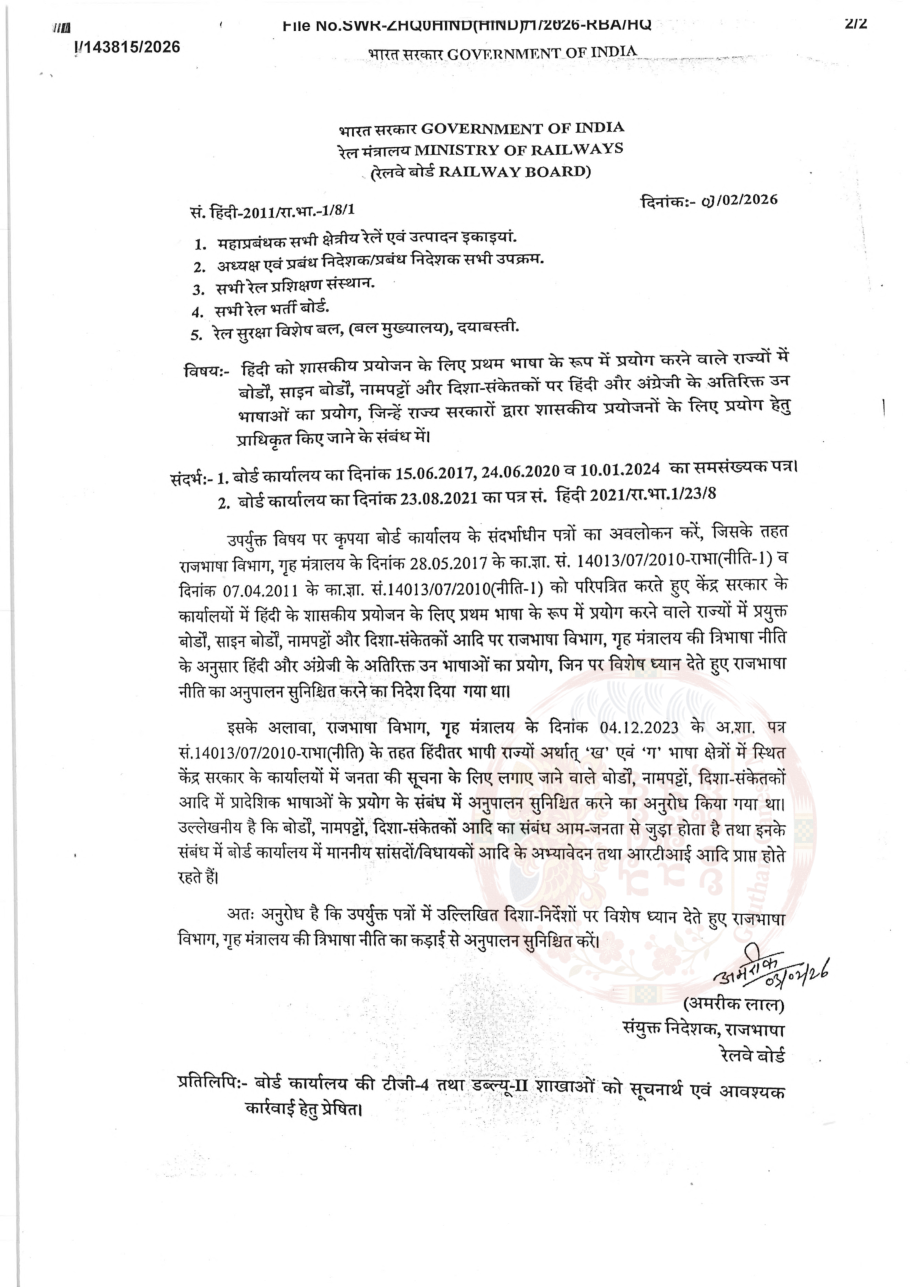 File No.SWR-ZHQ0HIND(HIND)/1/2026-RBA/HQ
2/2
I/143815/2026
भारत सरकार GOVERNMENT OF INDIA
भारत सरकार GOVERNMENT OF INDIA
रेल मंत्रालय MINISTRY OF RAILWAYS
(रेलवे बोर्ड RAILWAY BOARD)
सं. हिंदी-2011/रा.भा.-1/8/1
दिनांक:- 03/02/2026
1. महाप्रबंधक सभी क्षेत्रीय रेलें एवं उत्पादन इकाइयां.
2. अध्यक्ष एवं प्रबंध निदेशक/प्रबंध निदेशक सभी उपक्रम.
3. सभी रेल प्रशिक्षण संस्थान.
4. सभी रेल भर्ती बोर्ड.
5. रेल सुरक्षा विशेष बल, (बल मुख्यालय), दयाबस्ती.
विषय:- हिंदी को शासकीय प्रयोजन के लिए प्रथम भाषा के रूप में प्रयोग करने वाले राज्यों में
बोर्डों, साइन बोर्डों, नामपट्टों और दिशा-संकेतकों पर हिंदी और अंग्रेजी के अतिरिक्त उन
भाषाओं का प्रयोग, जिन्हें राज्य सरकारों द्वारा शासकीय प्रयोजनों के लिए प्रयोग हेतु
प्राधिकृत किए जाने के संबंध में।
संदर्भ:- 1. बोर्ड कार्यालय का दिनांक 15.06.2017, 24.06.2020 व 10.01.2024 का समसंख्यक पत्र।
2. बोर्ड कार्यालय का दिनांक 23.08.2021 का पत्र सं. हिंदी 2021/रा.भा.1/23/8
उपर्युक्त विषय पर कृपया बोर्ड कार्यालय के संदर्भाधीन पत्रों का अवलोकन करें, जिसके तहत
राजभाषा विभाग, गृह मंत्रालय के दिनांक 28.05.2017 के का.ज्ञा. सं. 14013/07/2010-राभा(नीति-1) व
दिनांक 07.04.2011 के का.ज्ञा. सं.14013/07/2010(नीति-1) को परिपत्रित करते हुए केंद्र सरकार के
कार्यालयों में हिंदी के शासकीय प्रयोजन के लिए प्रथम भाषा के रूप में प्रयोग करने वाले राज्यों में प्रयुक्त
बोर्डों, साइन बोर्डों, नामपट्टों और दिशा-संकेतकों आदि पर राजभाषा विभाग, गृह मंत्रालय की त्रिभाषा नीति
के अनुसार हिंदी और अंग्रेजी के अतिरिक्त उन भाषाओं का प्रयोग, जिन पर विशेष ध्यान देते हुए राजभाषा
नीति का अनुपालन सुनिश्चित करने का निदेश दिया गया था।
इसके अलावा, राजभाषा विभाग, गृह मंत्रालय के दिनांक 04.12.2023 के अ.शा. पत्र
सं.14013/07/2010-राभा(नीति) के तहत हिंदीतर भाषी राज्यों अर्थात् ‘ख’ एवं ‘ग’ भाषा क्षेत्रों में स्थित
केंद्र सरकार के कार्यालयों में जनता की सूचना के लिए लगाए जाने वाले बोर्डों, नामपट्टों, दिशा-संकेतकों
आदि में प्रादेशिक भाषाओं के प्रयोग के संबंध में अनुपालन सुनिश्चित करने का अनुरोध किया गया था।
उल्लेखनीय है कि बोर्डों, नामपट्टों, दिशा-संकेतकों आदि का संबंध आम-जनता से जुड़ा होता है तथा इनके
संबंध में बोर्ड कार्यालय में माननीय सांसदों/विधायकों आदि के अभ्यावेदन तथा आरटीआई आदि प्राप्त होते
रहते हैं।
अतः अनुरोध है कि उपर्युक्त पत्रों में उल्लिखित दिशा-निर्देशों पर विशेष ध्यान देते हुए राजभाषा
विभाग, गृह मंत्रालय की त्रिभाषा नीति का कड़ाई से अनुपालन सुनिश्चित करें।
अमरीक
03/02/26
(अमरीक लाल)
संयुक्त निदेशक, राजभाषा
रेलवे बोर्ड
प्रतिलिपि:- बोर्ड कार्यालय की टीजी-4 तथा डब्ल्यू-II शाखाओं को सूचनार्थ एवं आवश्यक
कार्रवाई हेतु प्रेषित।